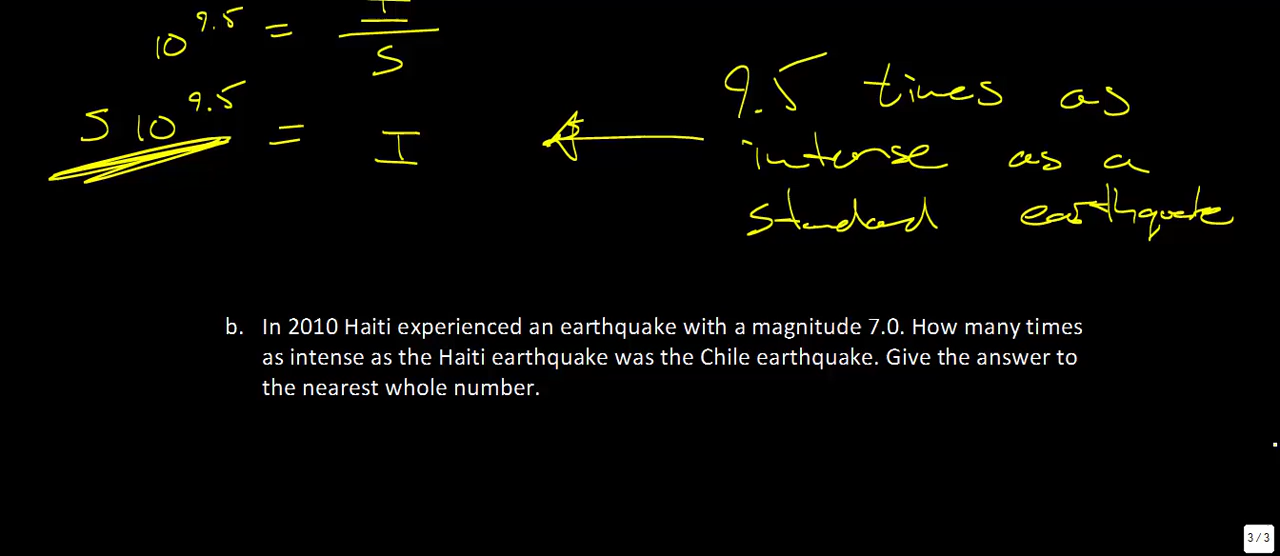 10^9.5 = I/S
S 10^9.5 = I
9.5 times as
intense as a
standard earthquake
b. In 2010 Haiti experienced an earthquake with a magnitude 7.0. How many times
as intense as the Haiti earthquake was the Chile earthquake. Give the answer to
the nearest whole number.
3 / 3